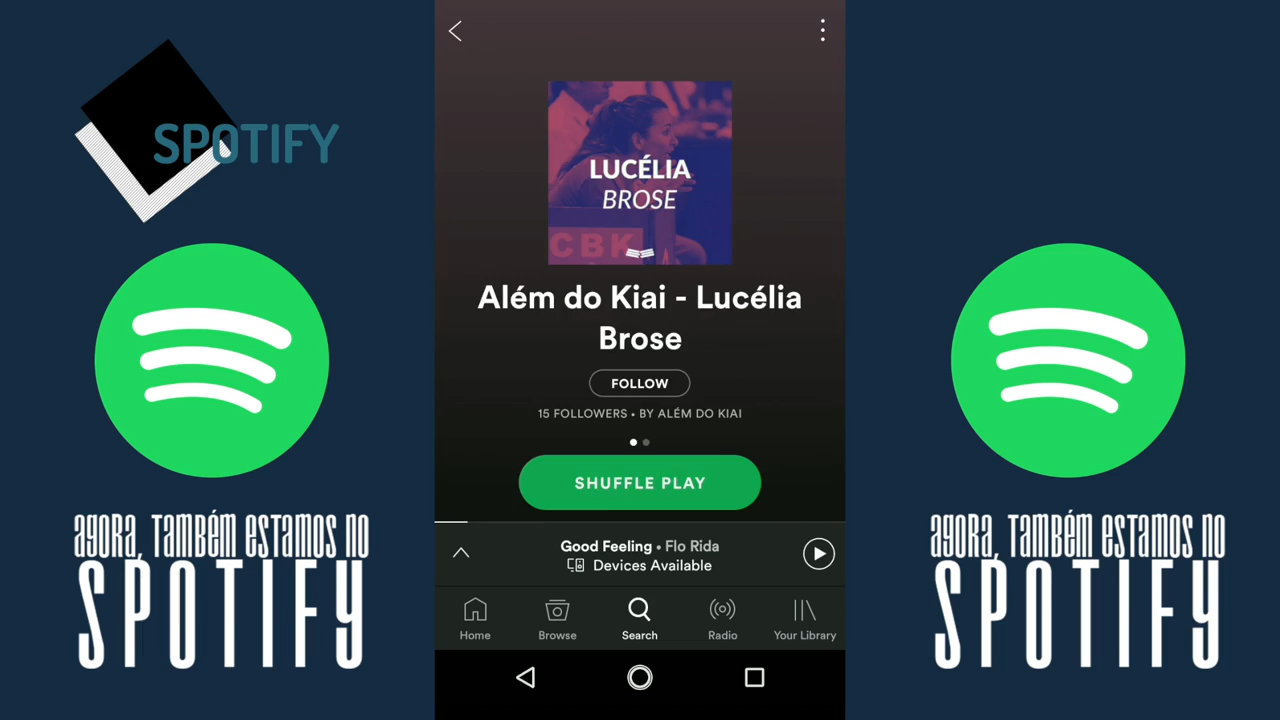 SPOTIFY
LUCÉLIA
BROSE
CBK
Além do Kiai - Lucélia
Brose
FOLLOW
15 FOLLOWERS • BY ALÉM DO KIAI
SHUFFLE PLAY
Good Feeling • Flo Rida
Devices Available
Home
Browse
Search
Radio
Your Library
AGORA, TAMBÉM ESTAMOS NO
SPOTIFY
AGORA, TAMBÉM ESTAMOS NO
SPOTIFY